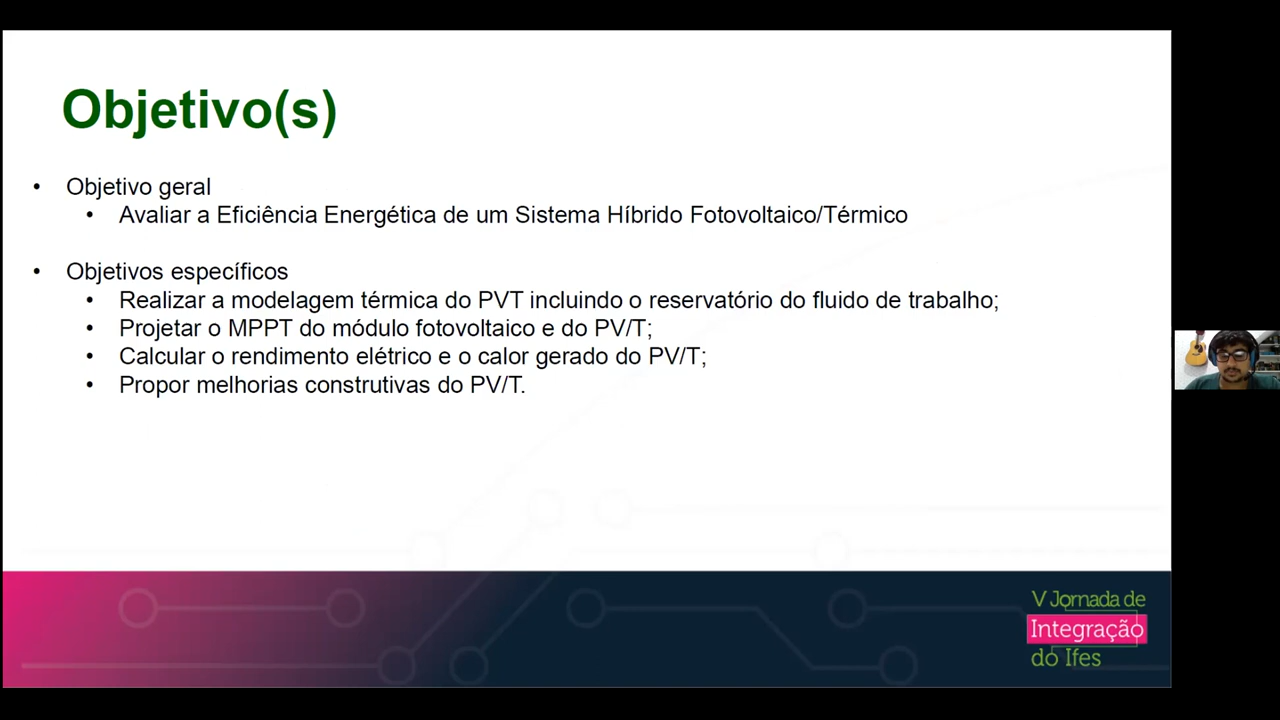 Objetivo(s)
• Objetivo geral
• Avaliar a Eficiência Energética de um Sistema Híbrido Fotovoltaico/Térmico
• Objetivos específicos
• Realizar a modelagem térmica do PVT incluindo o reservatório do fluido de trabalho;
• Projetar o MPPT do módulo fotovoltaico e do PV/T;
• Calcular o rendimento elétrico e o calor gerado do PV/T;
• Propor melhorias construtivas do PV/T.
V Jornada de
Integração
do Ifes